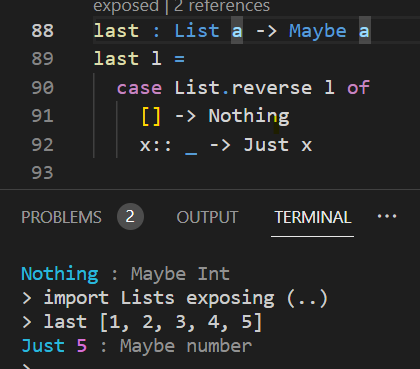 exposed | 2 references
88 last : List a -> Maybe a
89 last l =
90 case List.reverse l of
91 [] -> Nothing
92 x:: _ -> Just x
93
PROBLEMS 2 OUTPUT TERMINAL ...
Nothing : Maybe Int
> import Lists exposing (..)
> last [1, 2, 3, 4, 5]
Just 5 : Maybe number
>